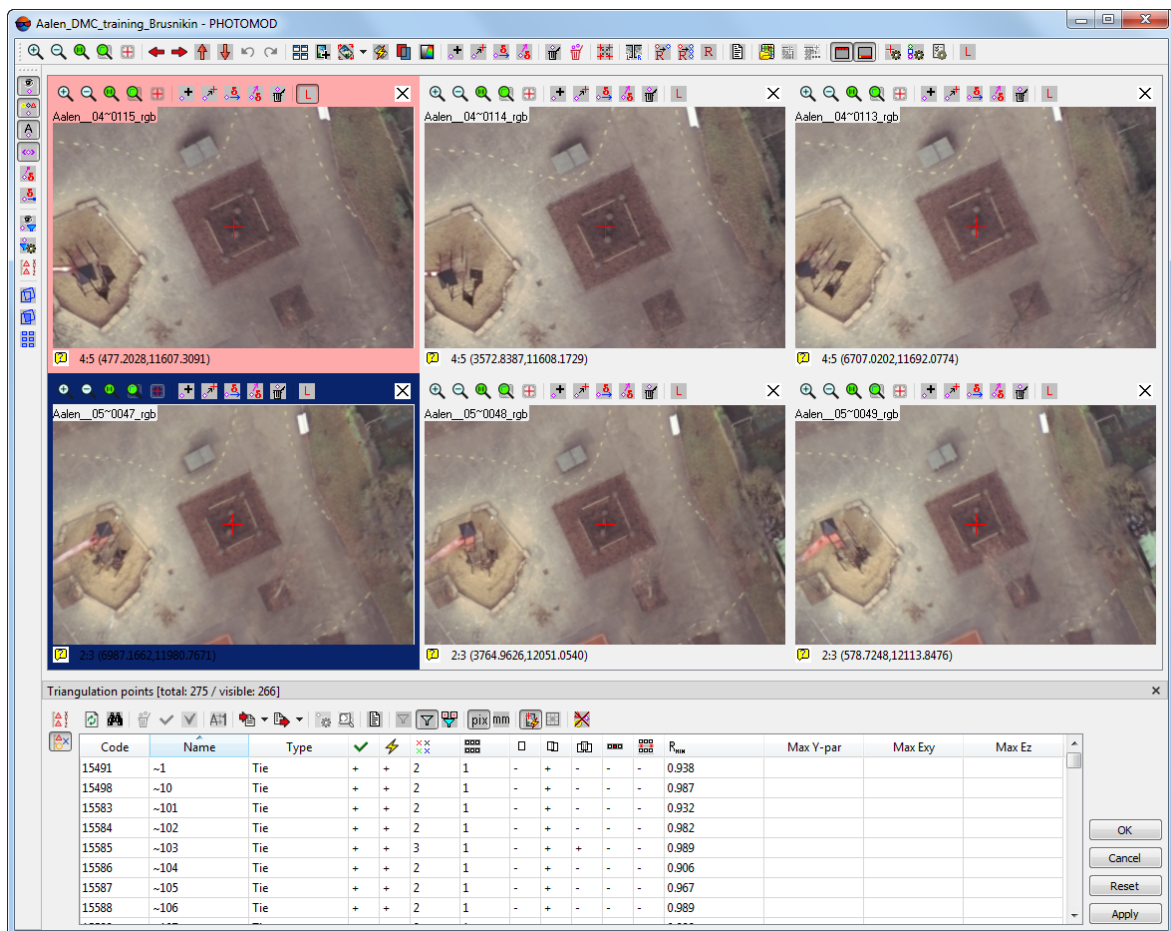 Aalen_DMC_training_Brusnikin - PHOTOMOD
Aalen__04~0115_rgb
Aalen__04~0114_rgb
Aalen__04~0113_rgb
4:5 (477.2028,11607.3091)
4:5 (3572.8387,11608.1729)
4:5 (6707.0202,11692.0774)
Aalen__05~0047_rgb
Aalen__05~0048_rgb
Aalen__05~0049_rgb
2:3 (6987.1662,11980.7671)
2:3 (3764.9626,12051.0540)
2:3 (578.7248,12113.8476)
Triangulation points [total: 275 / visible: 266]
pix mm
Code Name Type Rмın Max Y-par Max Exy Max Ez
15491 ~1 Tie + + 2 1 - + - - - 0.938
15498 ~10 Tie + + 2 1 - + - - - 0.987
15583 ~101 Tie + + 2 1 - + - - - 0.932
15584 ~102 Tie + + 2 1 - + - - - 0.982
15585 ~103 Tie + + 3 1 - + + - - 0.989
15586 ~104 Tie + + 2 1 - + - - - 0.906
15587 ~105 Tie + + 2 1 - + - - - 0.967
15588 ~106 Tie + + 2 1 - + - - - 0.989
OK
Cancel
Reset
Apply